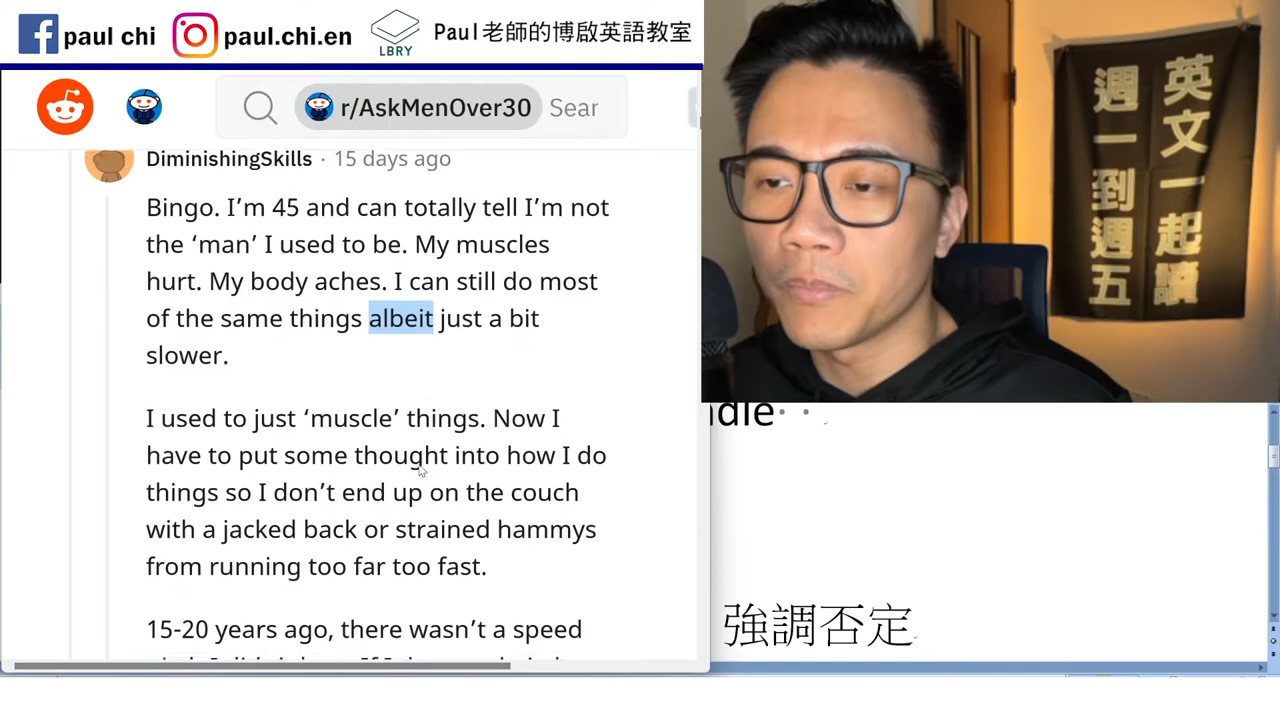 paul chi
paul.chi.en
LBRY
Paul老師的博啟英語教室
r/AskMenOver30
Sear
DiminishingSkills · 15 days ago
Bingo. I’m 45 and can totally tell I’m not
the ‘man’ I used to be. My muscles
hurt. My body aches. I can still do most
of the same things albeit just a bit
slower.
I used to just ‘muscle’ things. Now I
have to put some thought into how I do
things so I don’t end up on the couch
with a jacked back or strained hammys
from running too far too fast.
15-20 years ago, there wasn’t a speed
英文一起讀
週一到週五
強調否定